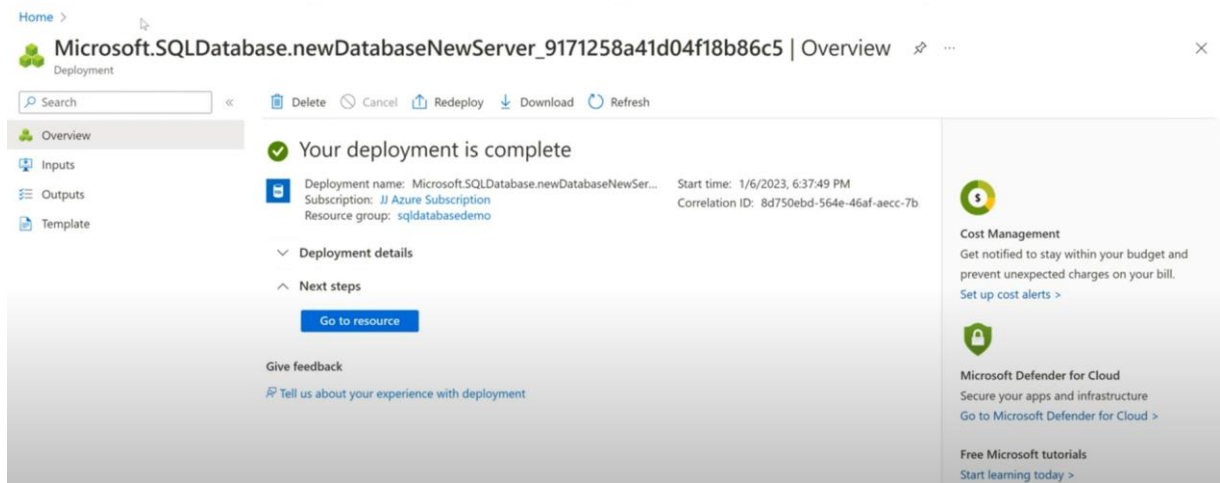 Home >
Microsoft.SQLDatabase.newDatabaseNewServer_9171258a41d04f18b86c5 | Overview ...
Deployment
Search «
Delete Cancel Redeploy Download Refresh
Overview
Inputs
Outputs
Template
Your deployment is complete
Deployment name: Microsoft.SQLDatabase.newDatabaseNewSer... Start time: 1/6/2023, 6:37:49 PM
Subscription: JJ Azure Subscription Correlation ID: 8d750ebd-564e-46af-aecc-7b
Resource group: sqldatabasedemo
Deployment details
Next steps
Go to resource
Give feedback
Tell us about your experience with deployment
Cost Management
Get notified to stay within your budget and
prevent unexpected charges on your bill.
Set up cost alerts >
Microsoft Defender for Cloud
Secure your apps and infrastructure
Go to Microsoft Defender for Cloud >
Free Microsoft tutorials
Start learning today >